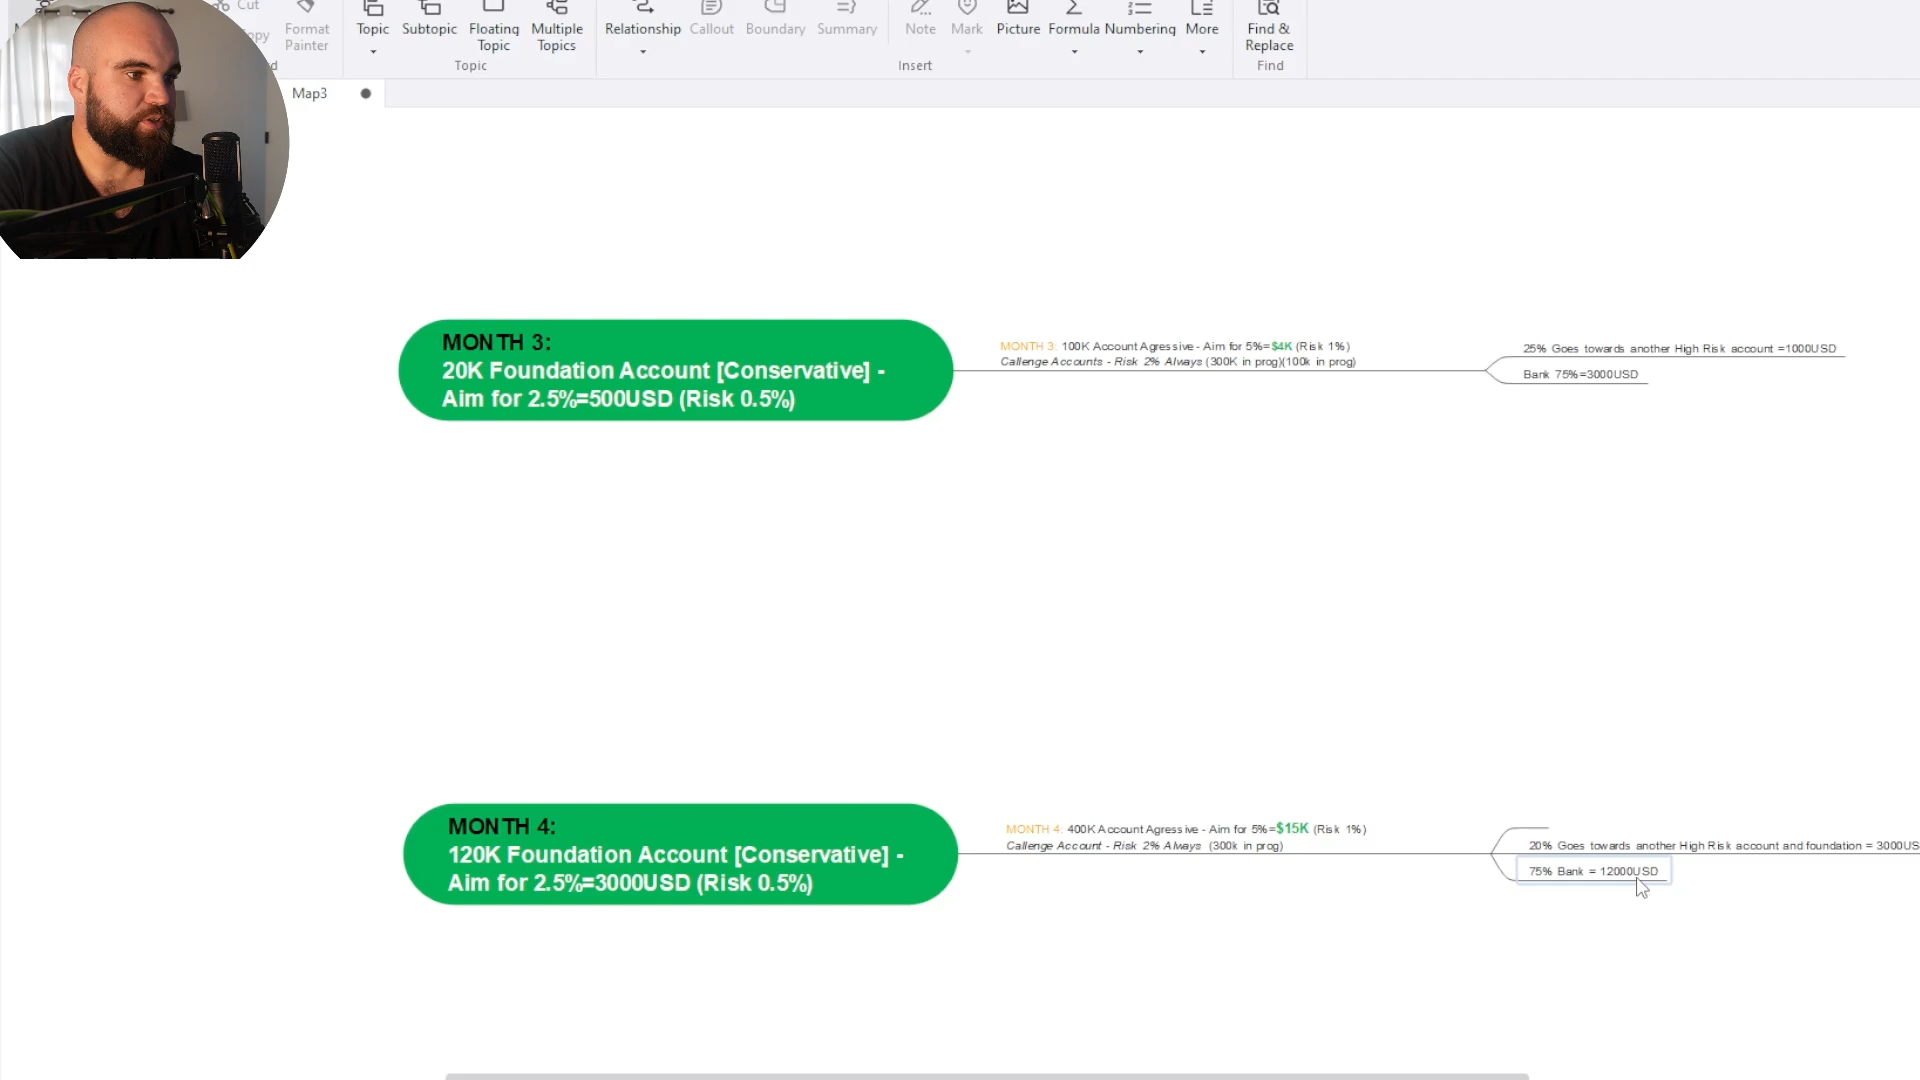 Cut
opy
Format
Painter
d
Topic
Subtopic
Floating
Topic
Multiple
Topics
Topic
Relationship
Callout
Boundary
Summary
Note
Mark
Picture
Formula
Numbering
More
Insert
Find &
Replace
Find
Map3
MONTH 3:
20K Foundation Account [Conservative] -
Aim for 2.5%=500USD (Risk 0.5%)
MONTH 3: 100K Account Agressive - Aim for 5%=$4K (Risk 1%)
Callenge Accounts - Risk 2% Always (300K in prog)(100k in prog)
25% Goes towards another High Risk account =1000USD
Bank 75%=3000USD
MONTH 4:
120K Foundation Account [Conservative] -
Aim for 2.5%=3000USD (Risk 0.5%)
MONTH 4: 400K Account Agressive - Aim for 5%=$15K (Risk 1%)
Callenge Account - Risk 2% Always (300k in prog)
20% Goes towards another High Risk account and foundation = 3000US
75% Bank = 12000USD